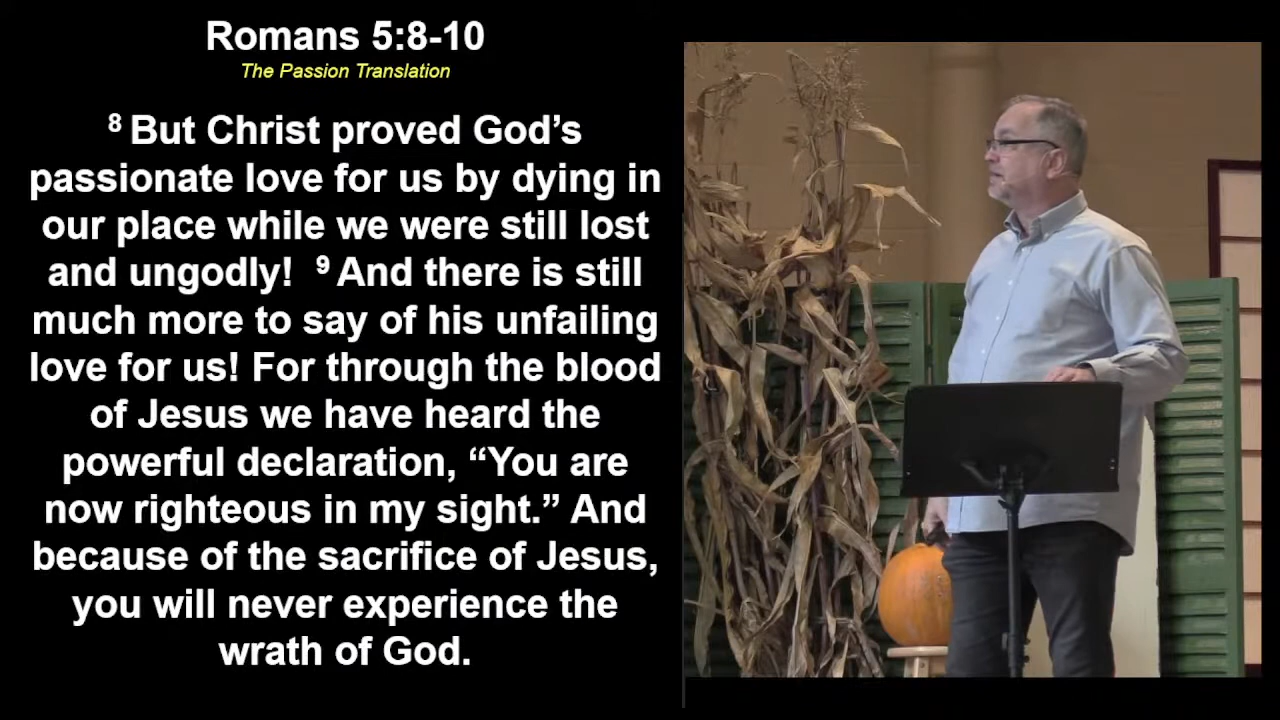 Romans 5:8-10
The Passion Translation
⁸ But Christ proved God’s
passionate love for us by dying in
our place while we were still lost
and ungodly!  ⁹ And there is still
much more to say of his unfailing
love for us! For through the blood
of Jesus we have heard the
powerful declaration, “You are
now righteous in my sight.” And
because of the sacrifice of Jesus,
you will never experience the
wrath of God.